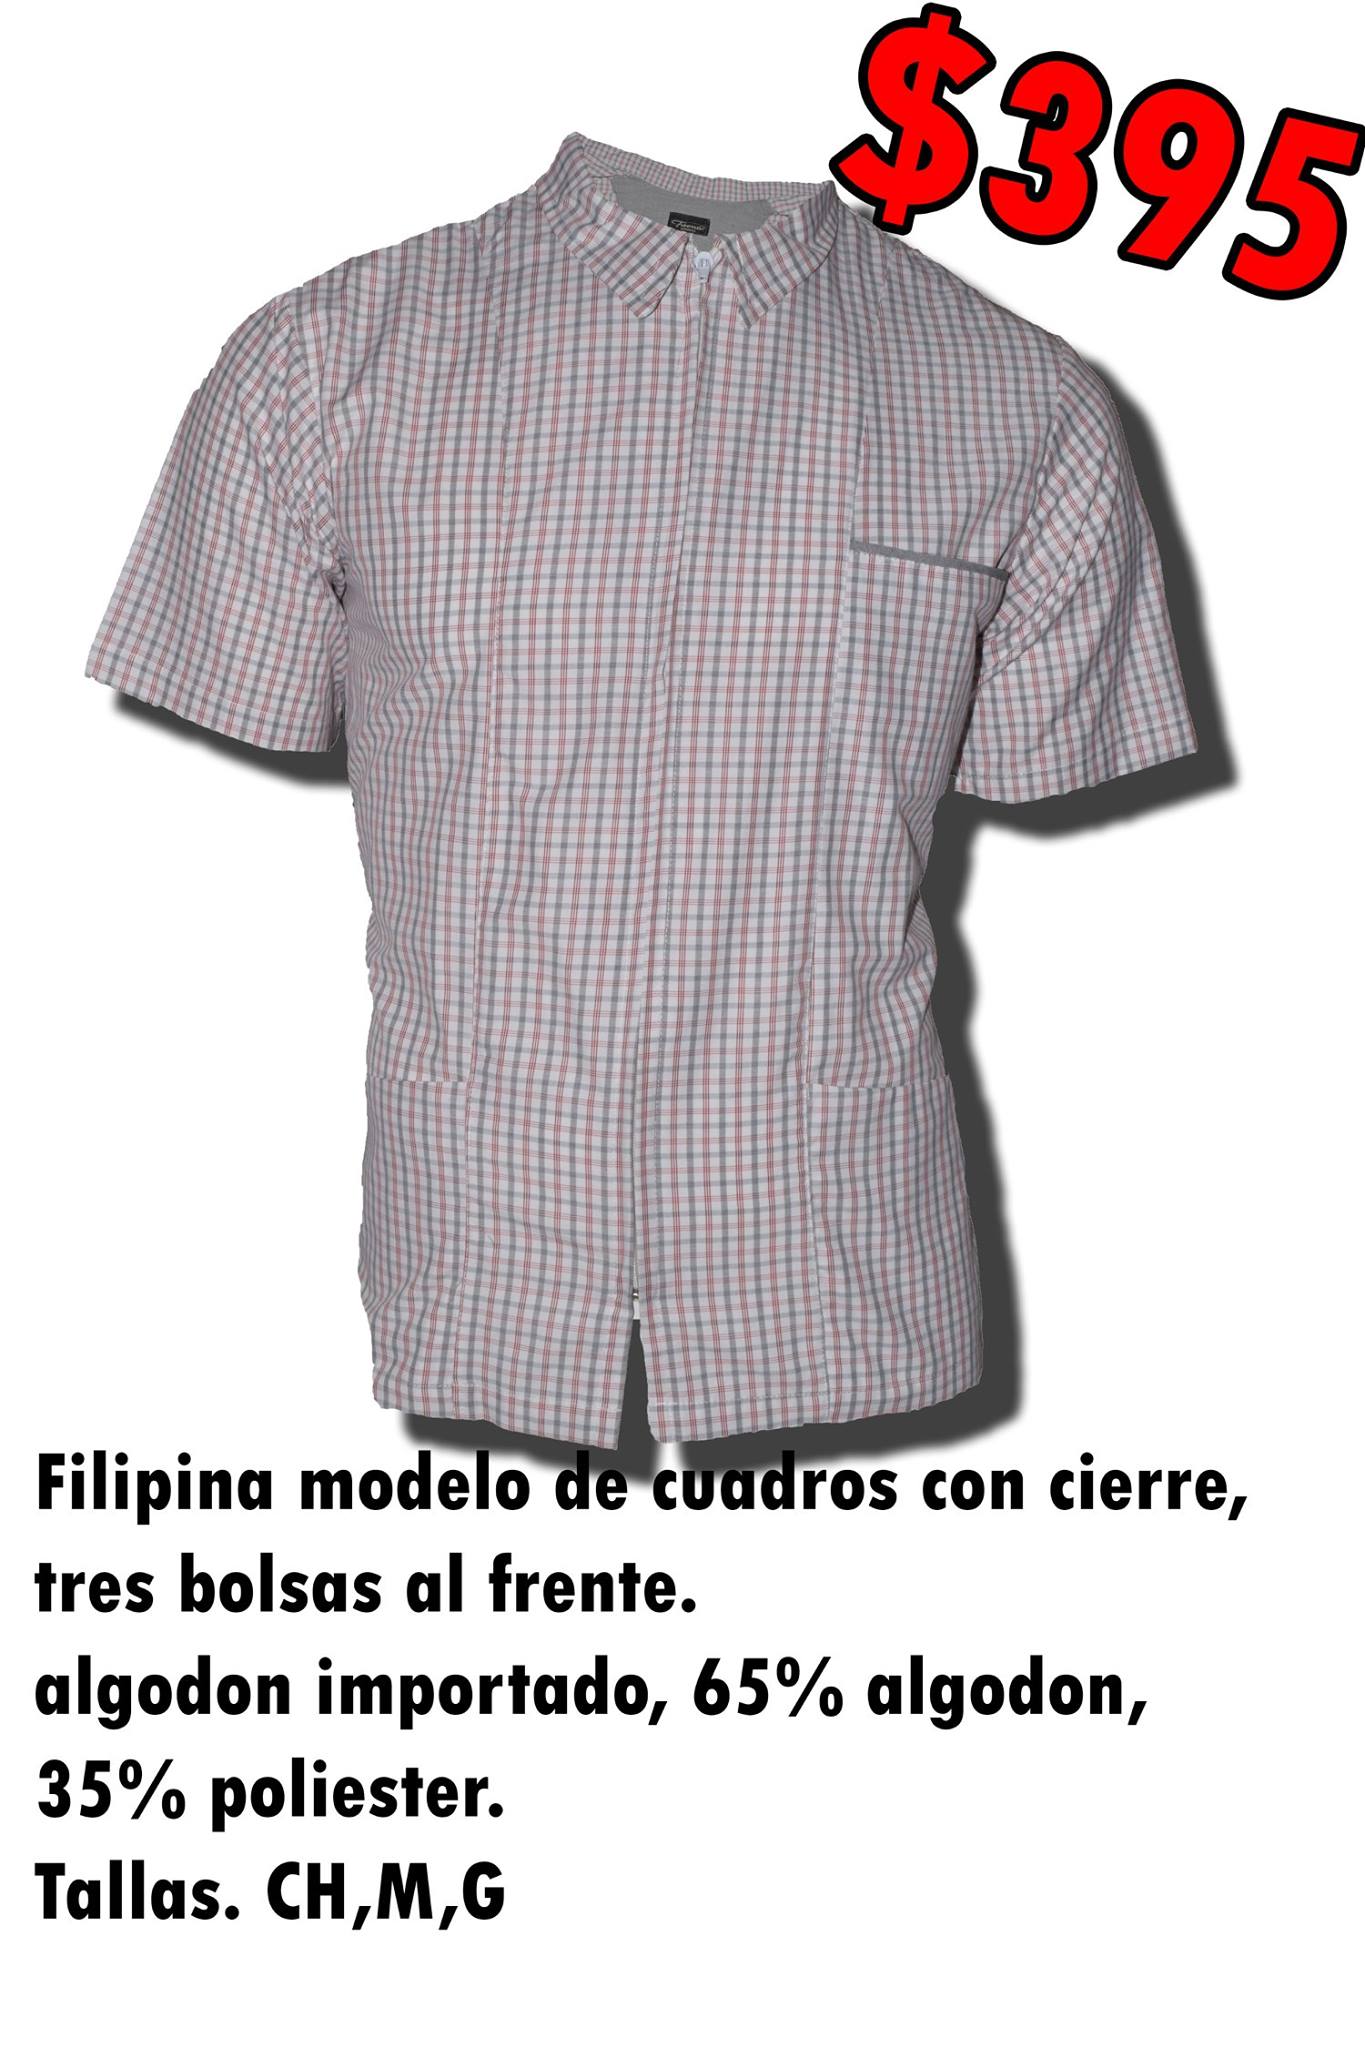 $395
Filipina modelo de cuadros con cierre,
tres bolsas al frente.
algodon importado, 65% algodon,
35% poliester.
Tallas. CH,M,G